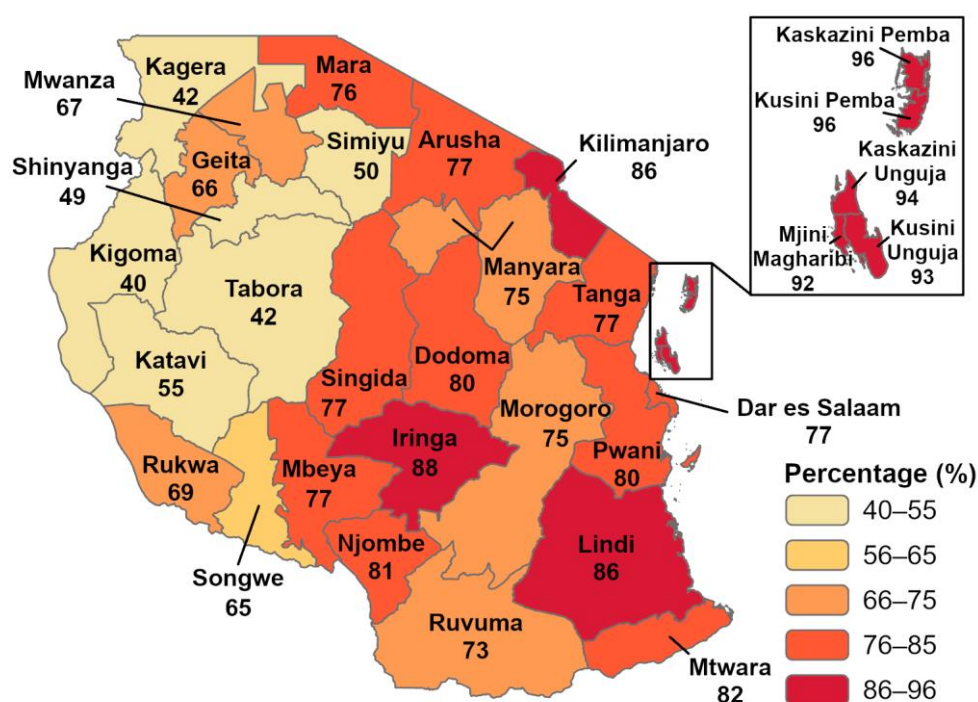 Kaskazini Pemba
96
Kusini Pemba
96
Kaskazini
Unguja
94
Mjini
Magharibi
92
Kusini
Unguja
93
Kagera
42
Mwanza
67
Mara
76
Simiyu
50
Arusha
77
Kilimanjaro
86
Shinyanga
49
Geita
66
Kigoma
40
Tabora
42
Manyara
75
Tanga
77
Katavi
55
Singida
77
Dodoma
80
Morogoro
75
Dar es Salaam
77
Iringa
88
Pwani
80
Rukwa
69
Mbeya
77
Songwe
65
Njombe
81
Lindi
86
Ruvuma
73
Mtwara
82
Percentage (%)
40–55
56–65
66–75
76–85
86–96